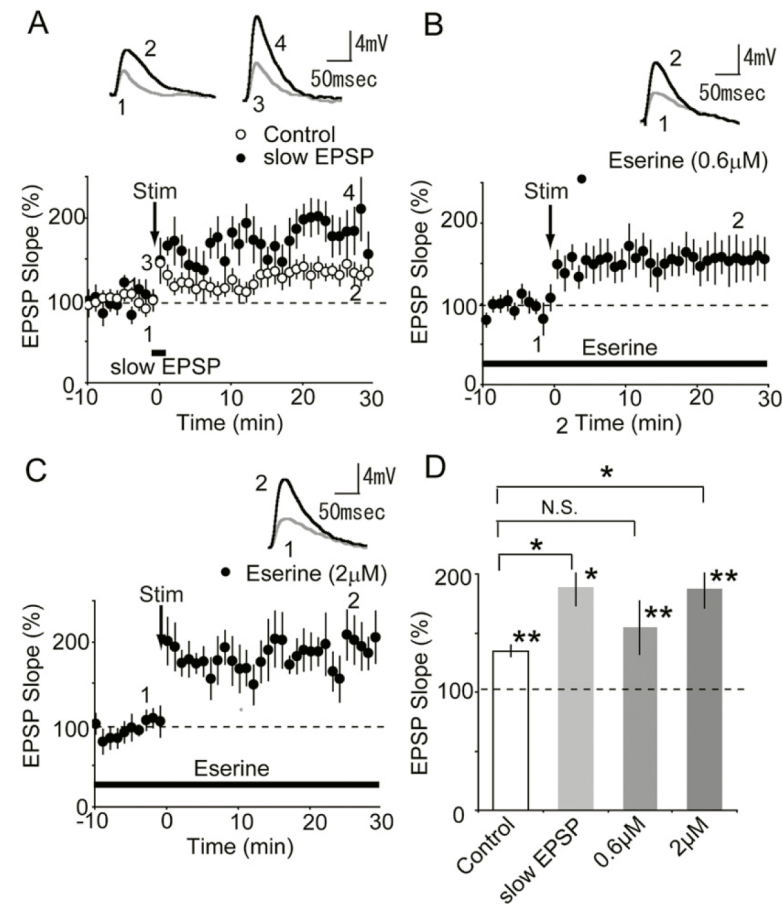 A
2
4
4mV
50msec
1
3
Control
slow EPSP
EPSP Slope (%)
200
100
0
Stim
3
4
2
1
slow EPSP
-10
0
10
20
30
Time (min)
B
2
4mV
50msec
1
Eserine (0.6μM)
EPSP Slope (%)
200
100
0
Stim
2
1
Eserine
-10
0
10
20
30
2 Time (min)
C
2
4mV
50msec
1
Eserine (2μM)
EPSP Slope (%)
200
100
0
Stim
2
1
Eserine
-10
0
10
20
30
Time (min)
D
*
N.S.
*
EPSP Slope (%)
200
100
0
**
*
**
**
Control
slow EPSP
0.6μM
2μM